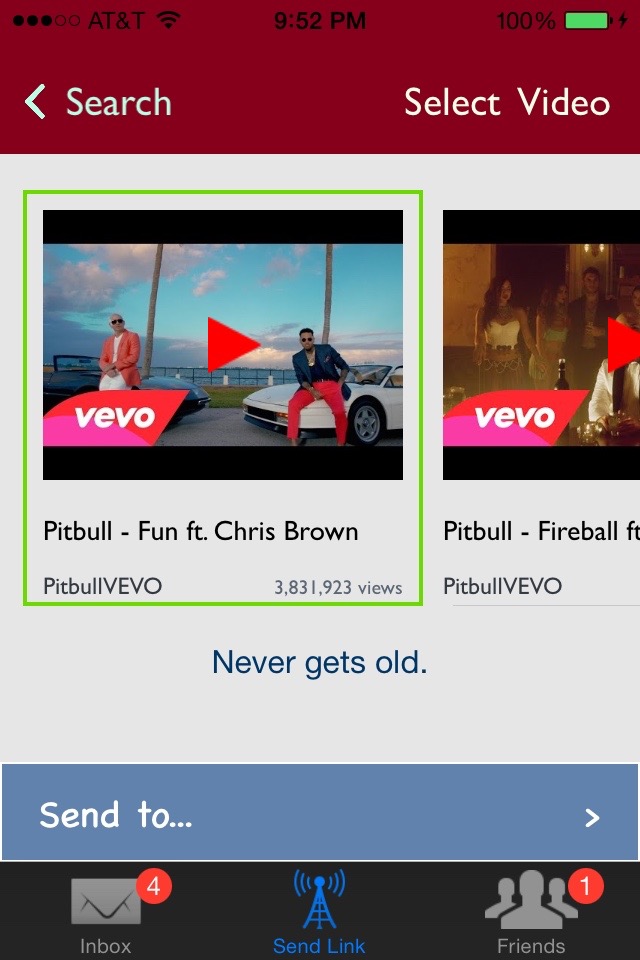 AT&T 9:52 PM 100%
Search Select Video
vevo vevo
Pitbull - Fun ft. Chris Brown Pitbull - Fireball ft
PitbullVEVO 3,831,923 views PitbullVEVO
Never gets old.
Send to... >
4 1
Inbox Send Link Friends